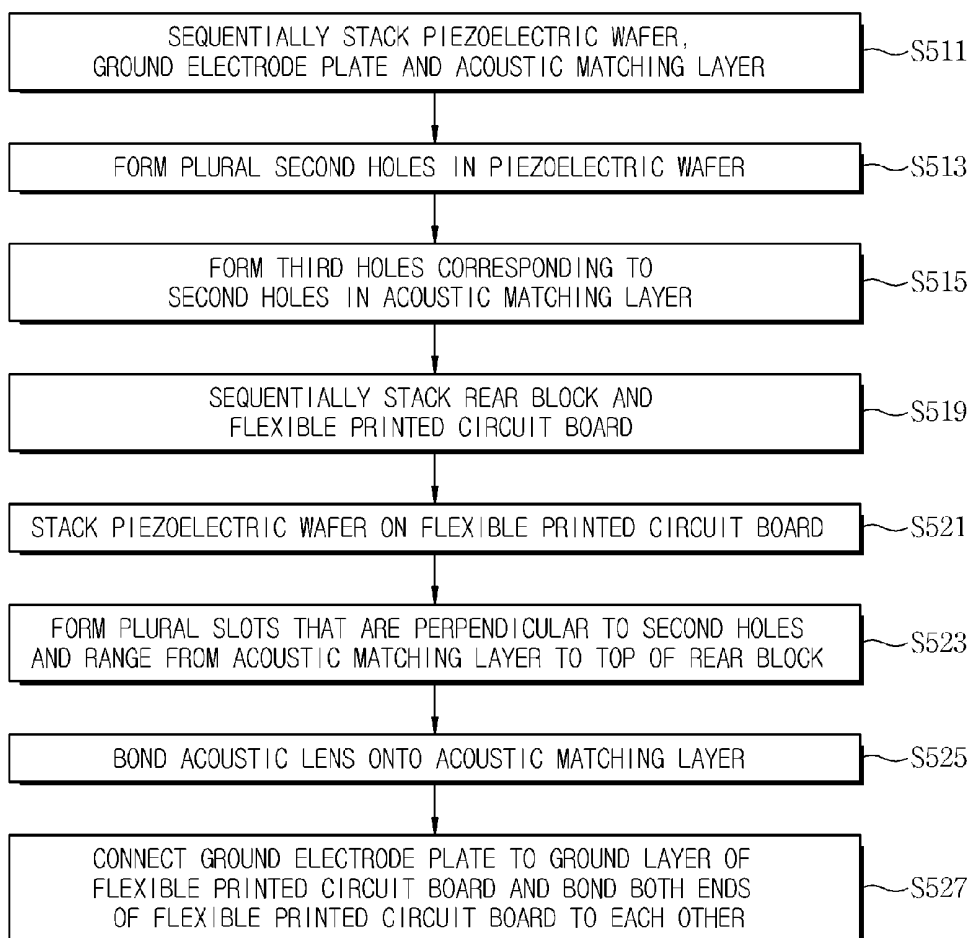 SEQUENTIALLY STACK PIEZOELECTRIC WAFER,
GROUND ELECTRODE PLATE AND ACOUSTIC MATCHING LAYER
S511
FORM PLURAL SECOND HOLES IN PIEZOELECTRIC WAFER
S513
FORM THIRD HOLES CORRESPONDING TO
SECOND HOLES IN ACOUSTIC MATCHING LAYER
S515
SEQUENTIALLY STACK REAR BLOCK AND
FLEXIBLE PRINTED CIRCUIT BOARD
S519
STACK PIEZOELECTRIC WAFER ON FLEXIBLE PRINTED CIRCUIT BOARD
S521
FORM PLURAL SLOTS THAT ARE PERPENDICULAR TO SECOND HOLES
AND RANGE FROM ACOUSTIC MATCHING LAYER TO TOP OF REAR BLOCK
S523
BOND ACOUSTIC LENS ONTO ACOUSTIC MATCHING LAYER
S525
CONNECT GROUND ELECTRODE PLATE TO GROUND LAYER OF
FLEXIBLE PRINTED CIRCUIT BOARD AND BOND BOTH ENDS
OF FLEXIBLE PRINTED CIRCUIT BOARD TO EACH OTHER
S527